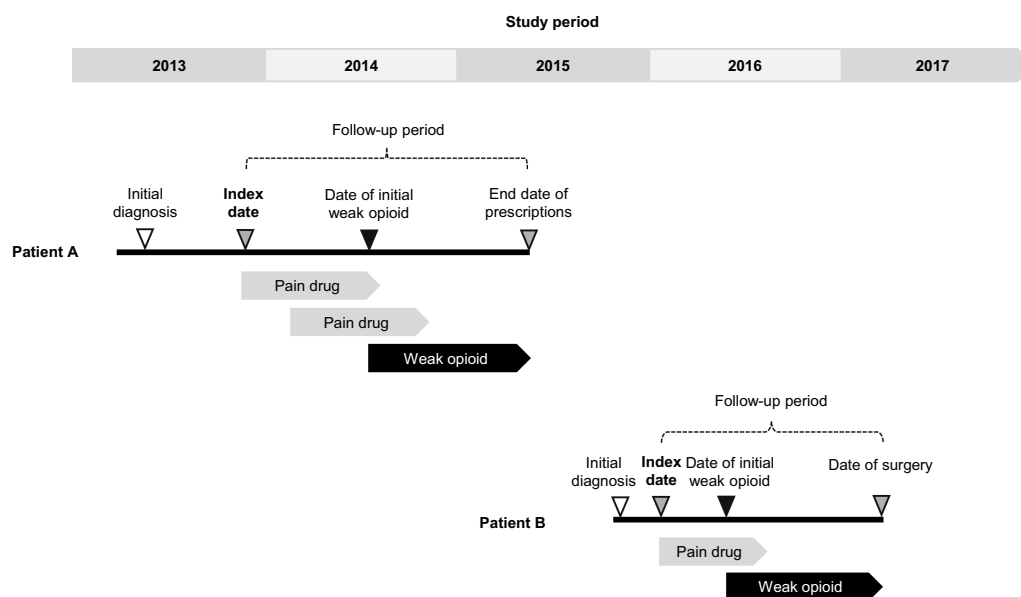 Study period
2013 2014 2015 2016 2017
Follow-up period
Initial
diagnosis
Index
date
Date of initial
weak opioid
End date of
prescriptions
Patient A
Pain drug
Pain drug
Weak opioid
Follow-up period
Initial
diagnosis
Index
date
Date of initial
weak opioid
Date of surgery
Patient B
Pain drug
Weak opioid